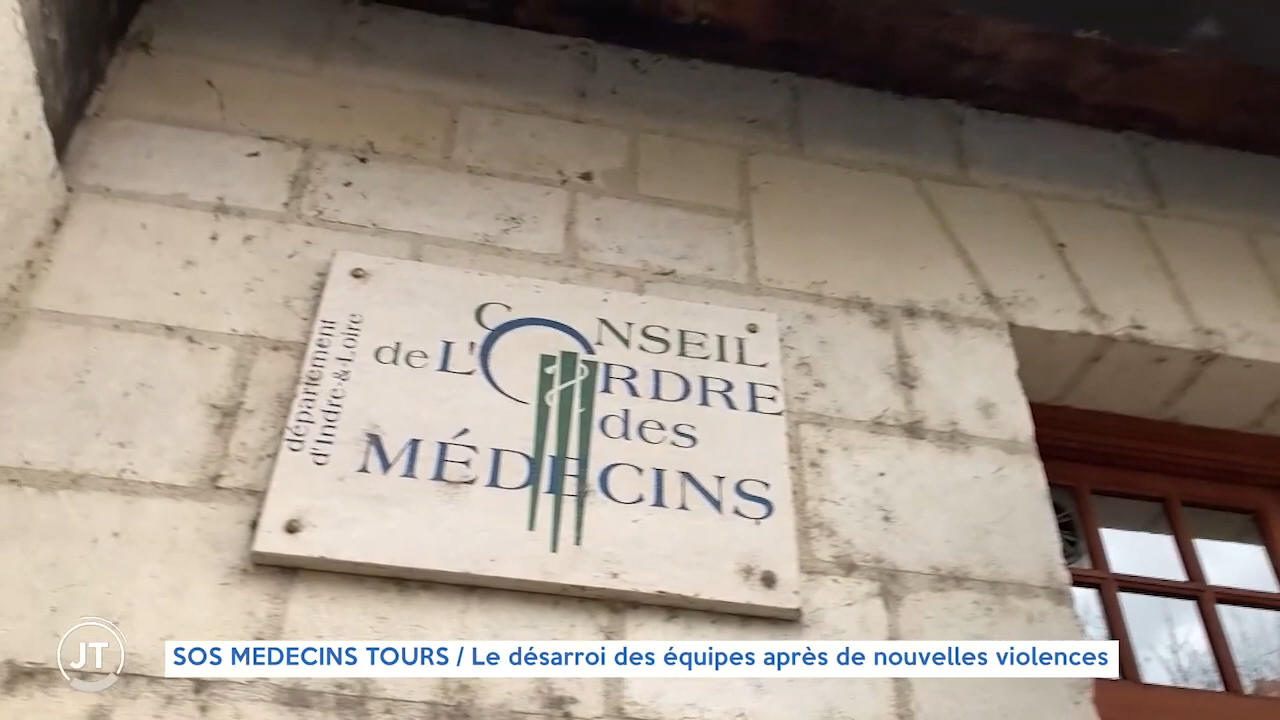 département
d'Indre-&-Loire
CONSEIL
de L'ORDRE
des
MÉDECINS
JT
SOS MEDECINS TOURS / Le désarroi des équipes après de nouvelles violences